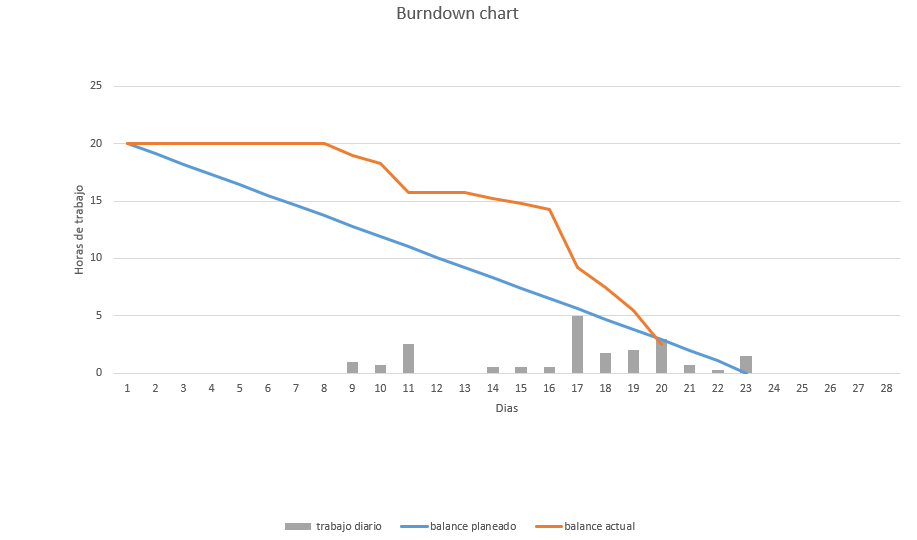 Burndown chart
25
20
15
10
5
0
Horas de trabajo
1 2 3 4 5 6 7 8 9 10 11 12 13 14 15 16 17 18 19 20 21 22 23 24 25 26 27 28
Dias
trabajo diario balance planeado balance actual